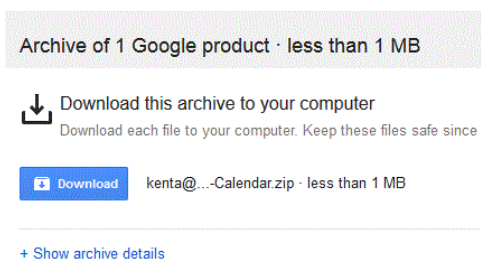 Archive of 1 Google product · less than 1 MB
Download this archive to your computer
Download each file to your computer. Keep these files safe since
Download kenta@...-Calendar.zip · less than 1 MB
+ Show archive details